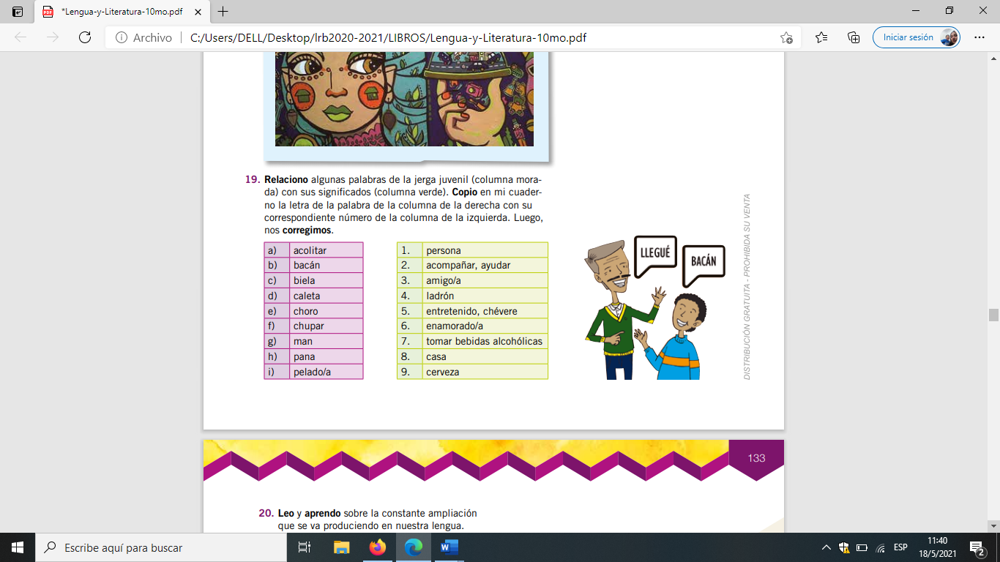 *Lengua-y-Literatura-10mo.pdf
Archivo
C:/Users/DELL/Desktop/lrb2020-2021/LIBROS/Lengua-y-Literatura-10mo.pdf
Iniciar sesión
19. Relaciono algunas palabras de la jerga juvenil (columna mora-
da) con sus significados (columna verde). Copio en mi cuader-
no la letra de la palabra de la columna de la derecha con su
correspondiente número de la columna de la izquierda. Luego,
nos corregimos.
a) acolitar
b) bacán
c) biela
d) caleta
e) choro
f) chupar
g) man
h) pana
i) pelado/a
1. persona
2. acompañar, ayudar
3. amigo/a
4. ladrón
5. entretenido, chévere
6. enamorado/a
7. tomar bebidas alcohólicas
8. casa
9. cerveza
LLEGUÉ
BACÁN
DISTRIBUCIÓN GRATUITA - PROHIBIDA SU VENTA
133
20. Leo y aprendo sobre la constante ampliación
que se va produciendo en nuestra lengua.
Escribe aquí para buscar
ESP
11:40
18/5/2021
2